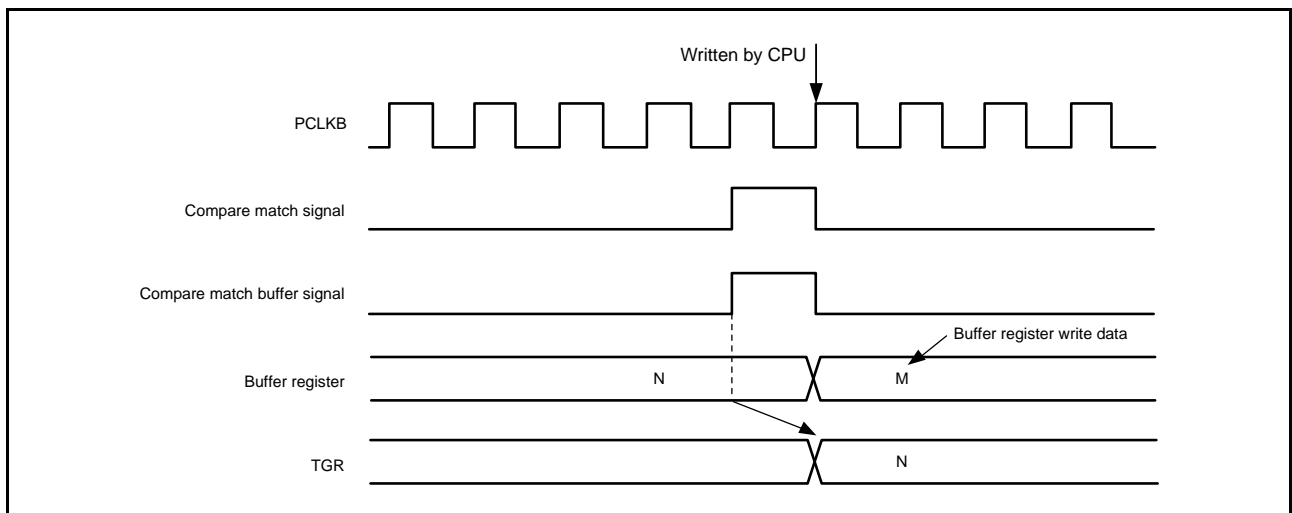 Written by CPU
PCLKB
Compare match signal
Compare match buffer signal
Buffer register write data
Buffer register
N
M
TGR
N